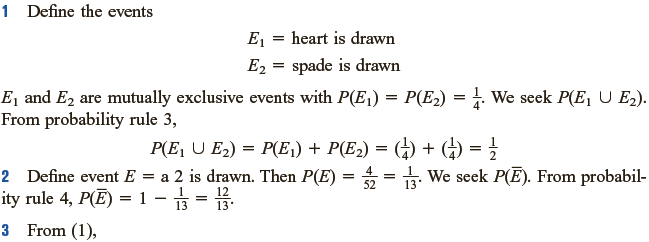 1 Define the events
E₁ = heart is drawn
E₂ = spade is drawn
E₁ and E₂ are mutually exclusive events with P(E₁) = P(E₂) = 1/4. We seek P(E₁ ∪ E₂).
From probability rule 3,
P(E₁ ∪ E₂) = P(E₁) + P(E₂) = (1/4) + (1/4) = 1/2
2 Define event E = a 2 is drawn. Then P(E) = 4/52 = 1/13. We seek P(E̅). From probabil-
ity rule 4, P(E̅) = 1 − 1/13 = 12/13.
3 From (1),